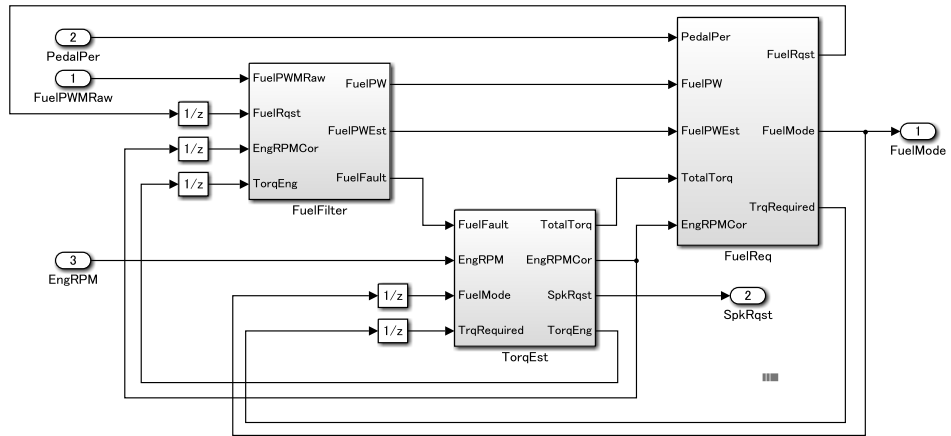 2
PedalPer
1
FuelPWMRaw
1/z
1/z
1/z
FuelPWMRaw
FuelRqst
EngRPMCor
TorqEng
FuelPW
FuelPWEst
FuelFault
FuelFilter
PedalPer
FuelPW
FuelPWEst
TotalTorq
EngRPMCor
FuelRqst
FuelMode
TrqRequired
FuelReq
1
FuelMode
3
EngRPM
1/z
1/z
FuelFault
EngRPM
FuelMode
TrqRequired
TotalTorq
EngRPMCor
SpkRqst
TorqEng
TorqEst
2
SpkRqst